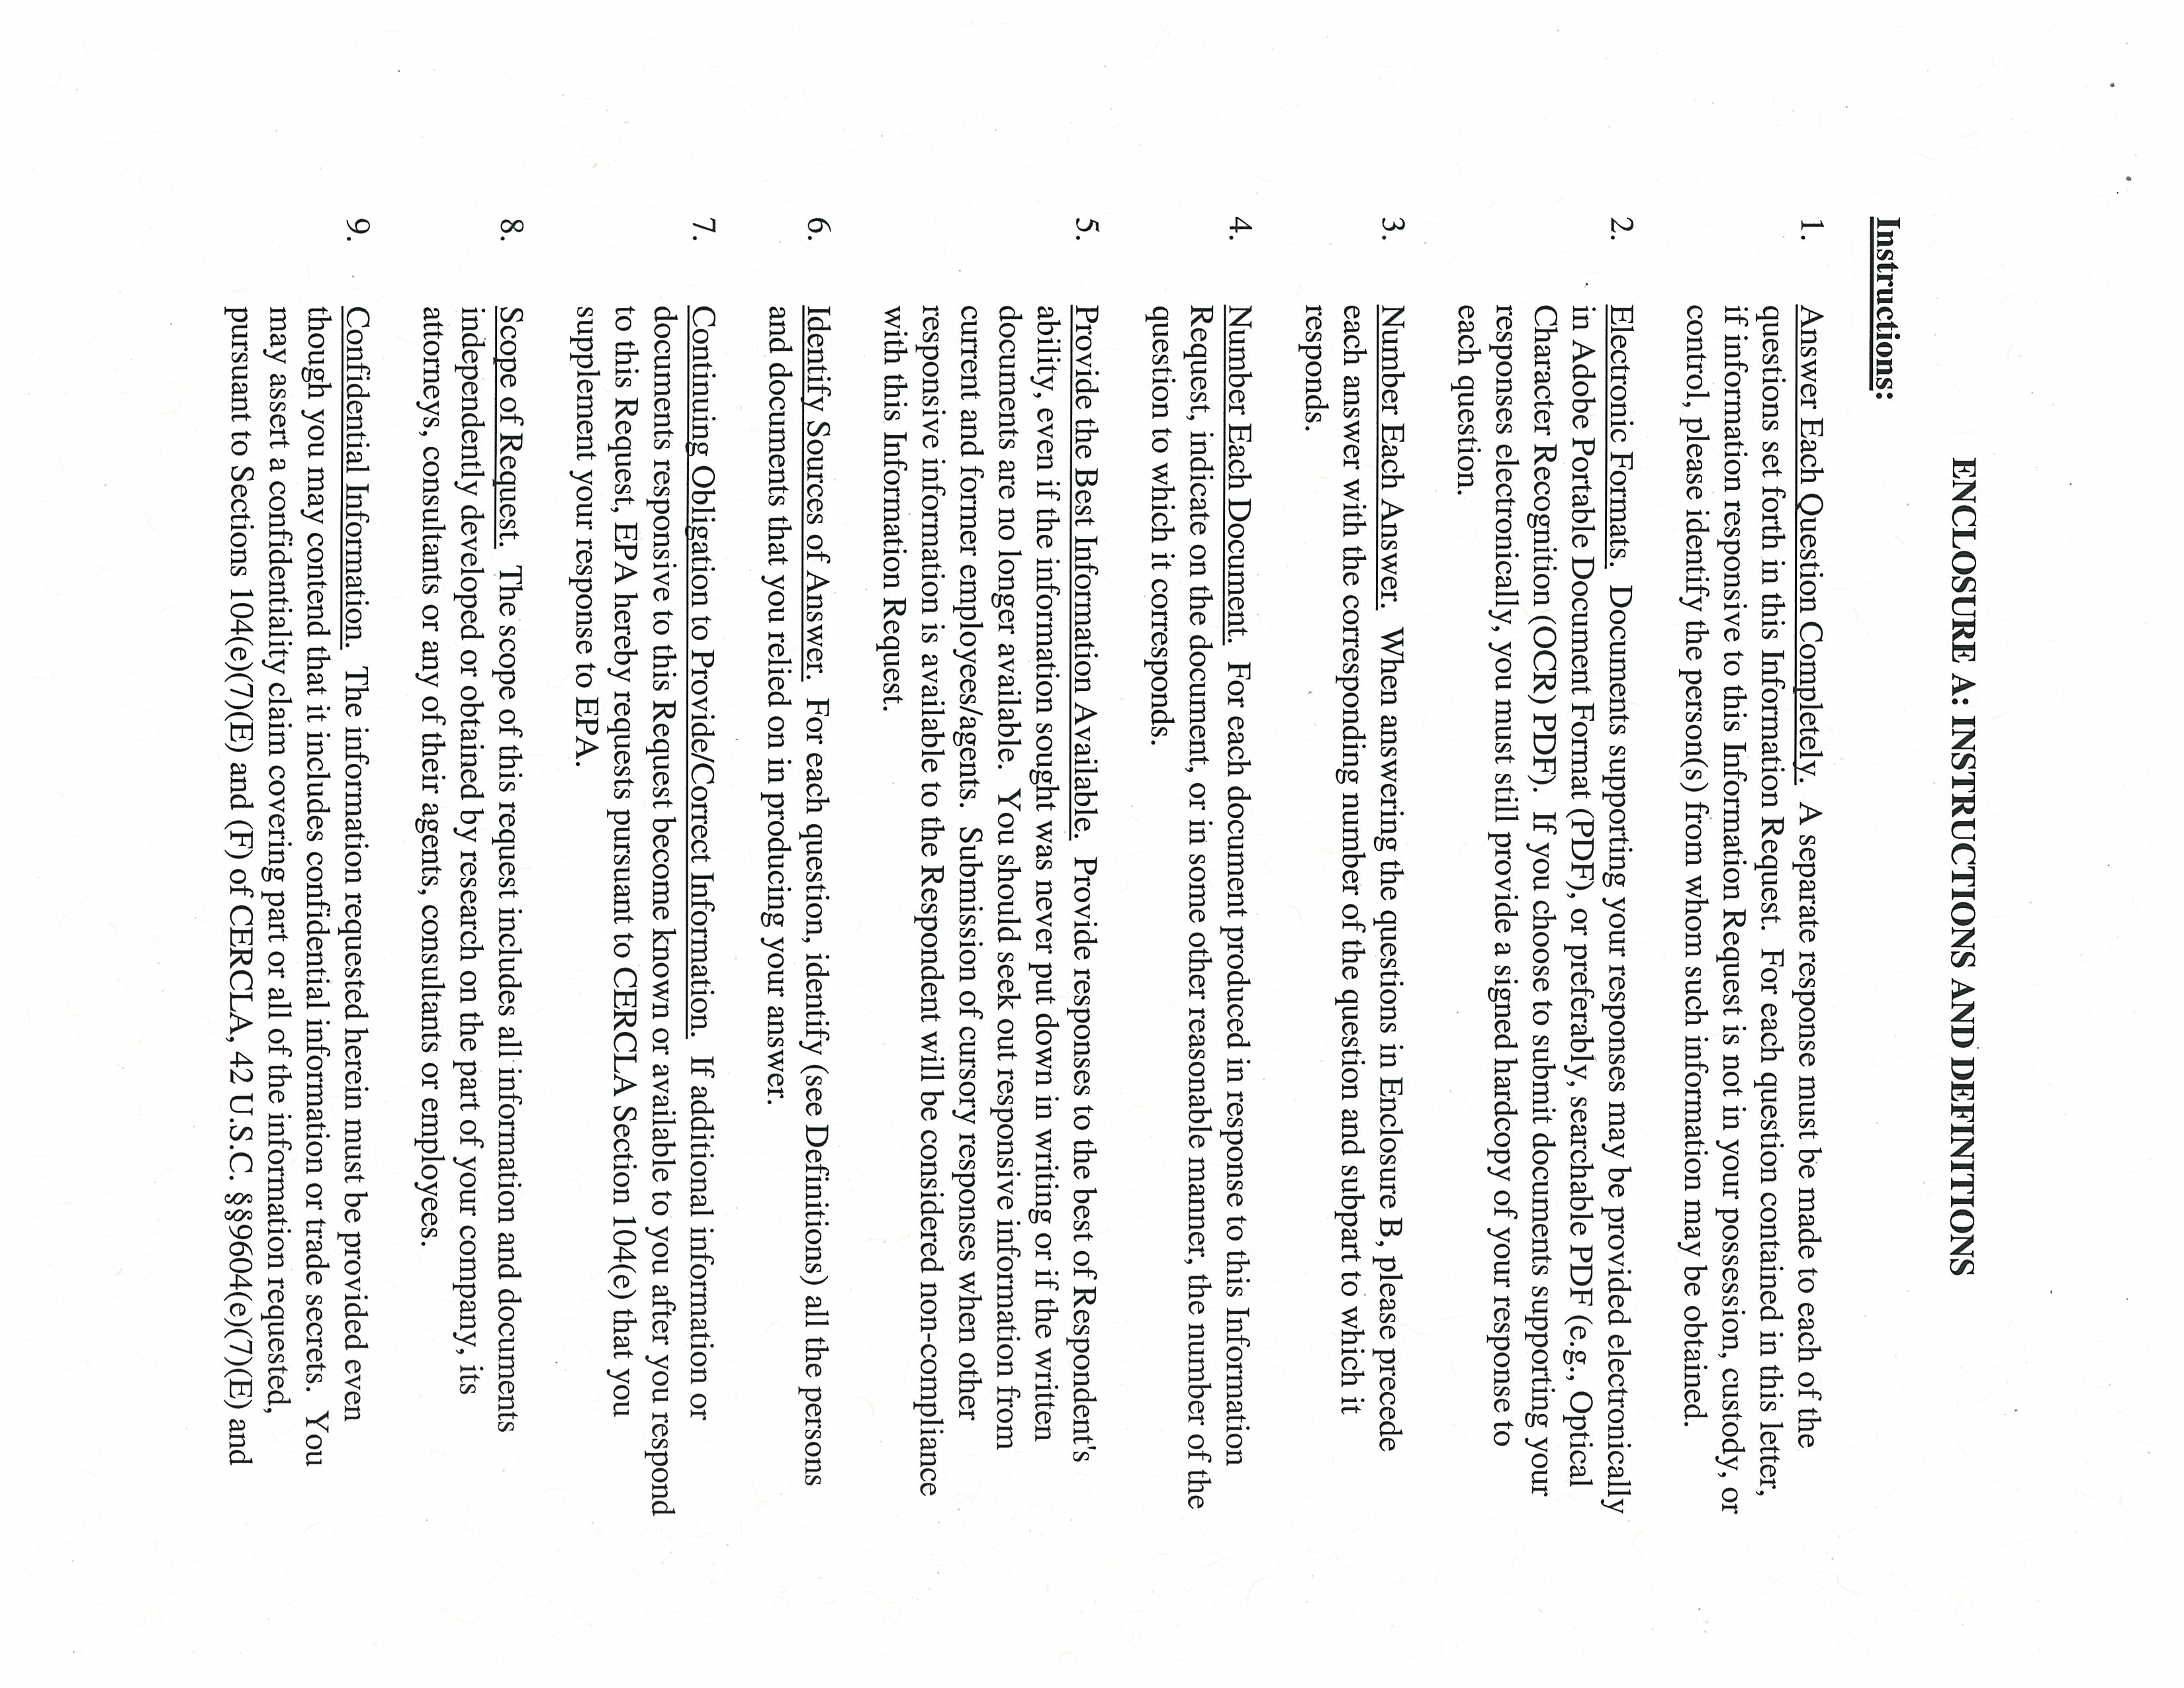 ENCLOSURE A: INSTRUCTIONS AND DEFINITIONS
Instructions:
1. Answer Each Question Completely. A separate response must be made to each of the
questions set forth in this Information Request. For each question contained in this letter,
if information responsive to this Information Request is not in your possession, custody, or
control, please identify the person(s) from whom such information may be obtained.
2. Electronic Formats. Documents supporting your responses may be provided electronically
in Adobe Portable Document Format (PDF), or preferably, searchable PDF (e.g., Optical
Character Recognition (OCR) PDF). If you choose to submit documents supporting your
responses electronically, you must still provide a signed hardcopy of your response to
each question.
3. Number Each Answer. When answering the questions in Enclosure B, please precede
each answer with the corresponding number of the question and subpart to which it
responds.
4. Number Each Document. For each document produced in response to this Information
Request, indicate on the document, or in some other reasonable manner, the number of the
question to which it corresponds.
5. Provide the Best Information Available. Provide responses to the best of Respondent's
ability, even if the information sought was never put down in writing or if the written
documents are no longer available. You should seek out responsive information from
current and former employees/agents. Submission of cursory responses when other
responsive information is available to the Respondent will be considered non-compliance
with this Information Request.
6. Identify Sources of Answer. For each question, identify (see Definitions) all the persons
and documents that you relied on in producing your answer.
7. Continuing Obligation to Provide/Correct Information. If additional information or
documents responsive to this Request become known or available to you after you respond
to this Request, EPA hereby requests pursuant to CERCLA Section 104(e) that you
supplement your response to EPA.
8. Scope of Request. The scope of this request includes all information and documents
independently developed or obtained by research on the part of your company, its
attorneys, consultants or any of their agents, consultants or employees.
9. Confidential Information. The information requested herein must be provided even
though you may contend that it includes confidential information or trade secrets. You
may assert a confidentiality claim covering part or all of the information requested,
pursuant to Sections 104(e)(7)(E) and (F) of CERCLA, 42 U.S.C. §§9604(e)(7)(E) and